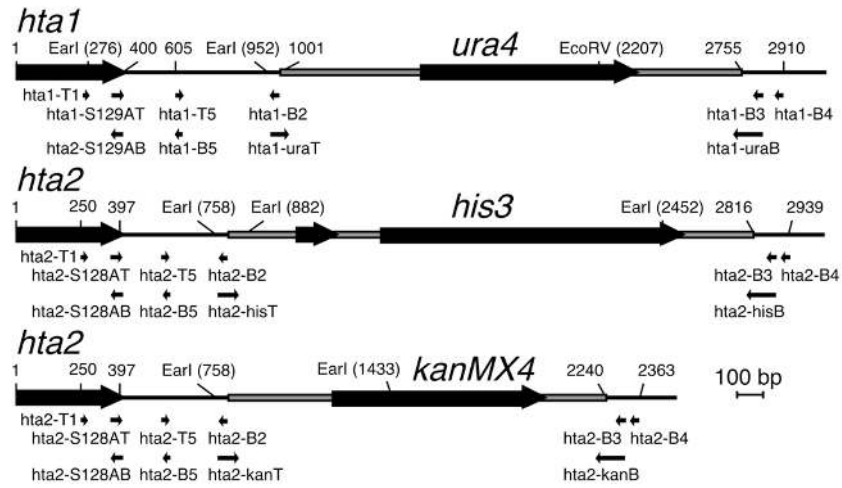 hta1
ura4
1 EarI (276) 400 605 EarI (952) 1001 EcoRV (2207) 2755 2910
hta1-T1 hta1-B3 hta1-B4
hta1-S129AT hta1-T5 hta1-B2
hta2-S129AB hta1-B5 hta1-uraT hta1-uraB
hta2
his3
1 250 397 EarI (758) EarI (882) EarI (2452) 2816 2939
hta2-T1
hta2-S128AT hta2-T5 hta2-B2 hta2-B3 hta2-B4
hta2-S128AB hta2-B5 hta2-hisT hta2-hisB
hta2
kanMX4
1 250 397 EarI (758) EarI (1433) 2240 2363 100 bp
hta2-T1
hta2-S128AT hta2-T5 hta2-B2 hta2-B3 hta2-B4
hta2-S128AB hta2-B5 hta2-kanT hta2-kanB